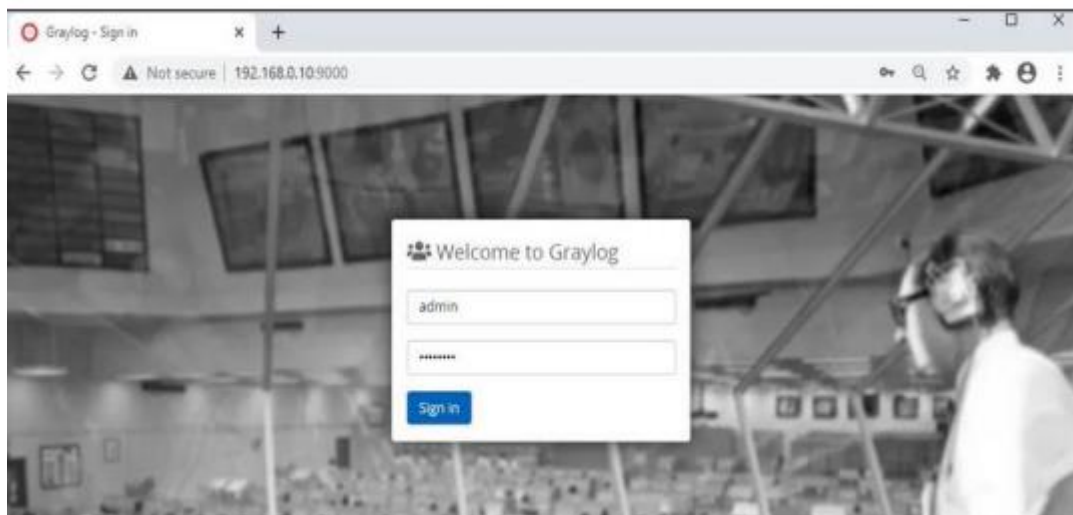 Graylog - Sign in
Not secure | 192.168.0.10:9000
Welcome to Graylog
admin
••••••••
Sign in